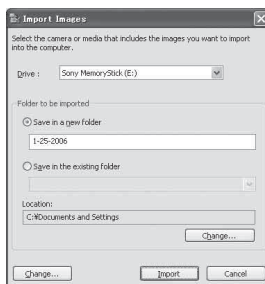 Import Images
Select the camera or media that includes the images you want to import
into the computer.
Drive : Sony MemoryStick (E:)
Folder to be imported
Save in a new folder
1-25-2006
Save in the existing folder
Location:
C:¥Documents and Settings
Change...
Change... Import Cancel